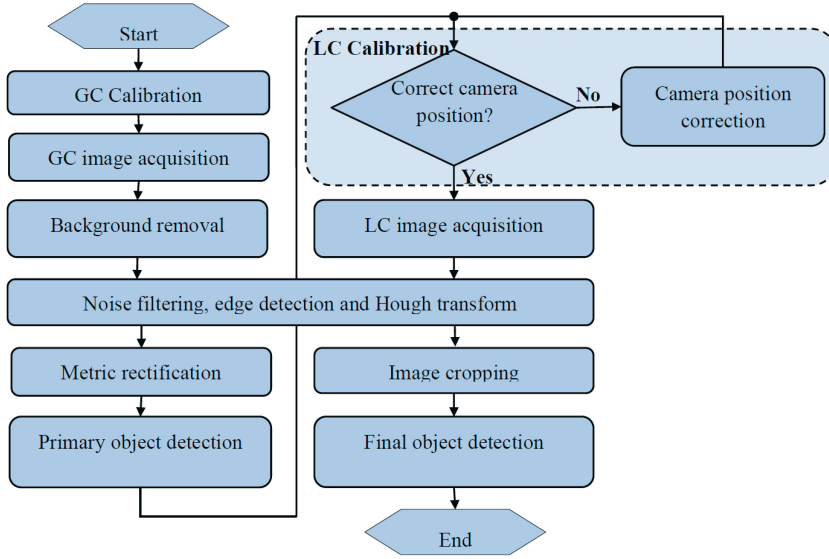 Start
GC Calibration
GC image acquisition
Background removal
Noise filtering, edge detection and Hough transform
Metric rectification
Primary object detection
LC Calibration
Correct camera
position?
No
Camera position
correction
Yes
LC image acquisition
Image cropping
Final object detection
End